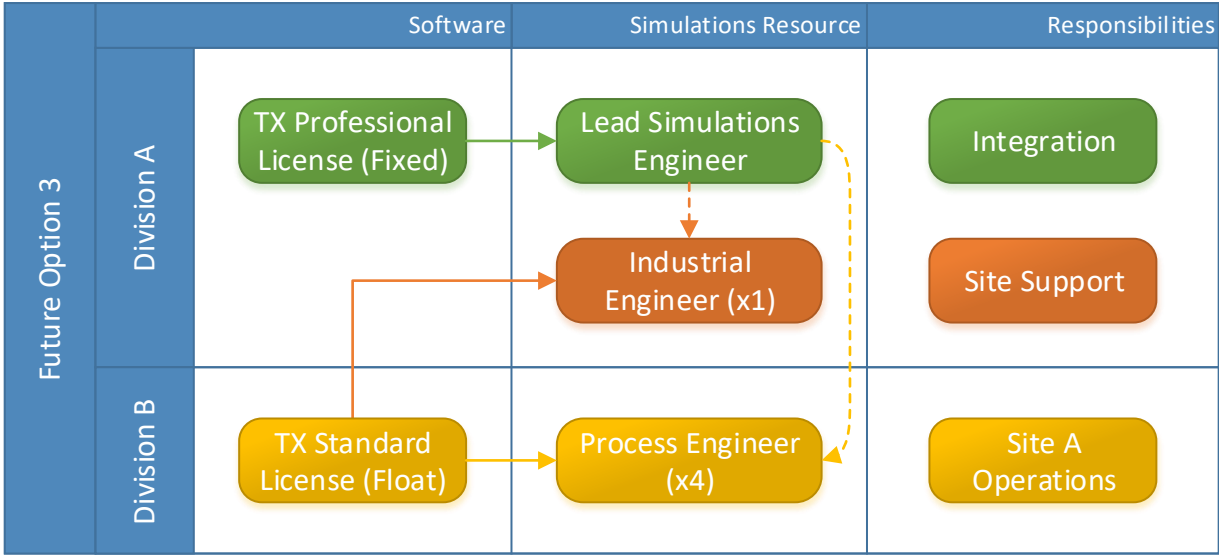 Software
Simulations Resource
Responsibilities
Future Option 3
Division A
TX Professional
License (Fixed)
Lead Simulations
Engineer
Integration
Industrial
Engineer (x1)
Site Support
Division B
TX Standard
License (Float)
Process Engineer
(x4)
Site A
Operations